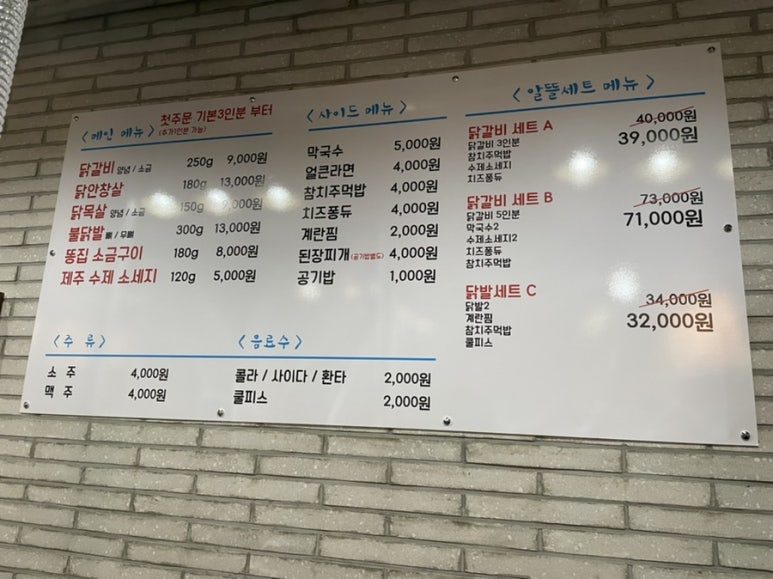 < 메인 메뉴 > 첫주문 기본3인분 부터
(추가1인분 가능)
닭갈비 양념 / 소금 250g 9,000원
닭안창살 180g 13,000원
닭목살 양념 / 소금 150g 9,000원
불닭발 뼈 / 무뼈 300g 13,000원
똥집 소금구이 180g 8,000원
제주 수제 소세지 120g 5,000원
< 사이드 메뉴 >
막국수 5,000원
얼큰라면 4,000원
참치주먹밥 4,000원
치즈퐁듀 4,000원
계란찜 2,000원
된장찌개 (공기밥별도) 4,000원
공기밥 1,000원
< 알뜰세트 메뉴 >
닭갈비 세트 A 40,000원
닭갈비 3인분 39,000원
참치주먹밥
수제소세지
치즈퐁듀
닭갈비 세트 B 73,000원
닭갈비 5인분 71,000원
막국수2
수제소세지2
치즈퐁듀
참치주먹밥
닭발세트 C 34,000원
닭발2 32,000원
계란찜
참치주먹밥
쿨피스
< 주 류 >
소 주 4,000원
맥 주 4,000원
< 음료수 >
콜라 / 사이다 / 환타 2,000원
쿨피스 2,000원